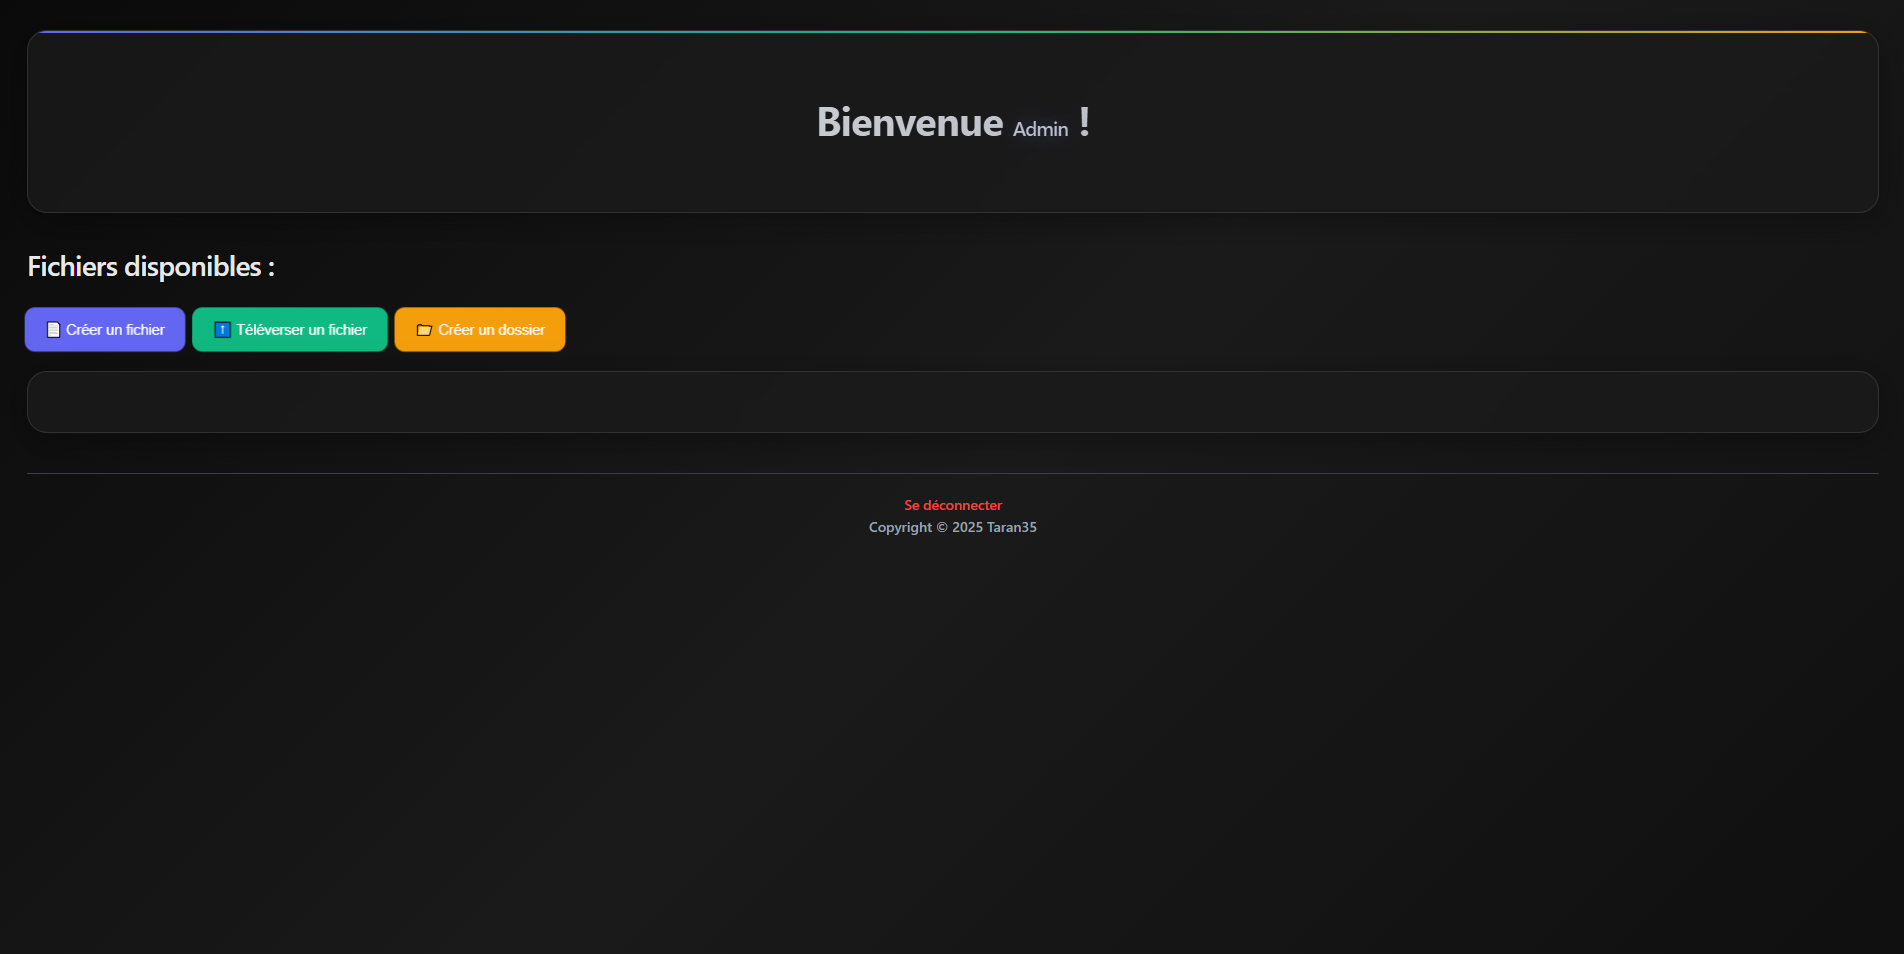 Bienvenue Admin !
Fichiers disponibles :
Créer un fichier
Téléverser un fichier
Créer un dossier
Se déconnecter
Copyright © 2025 Taran35